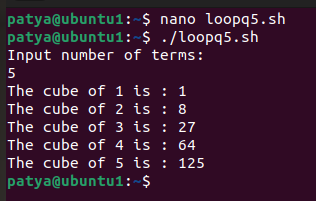 patya@ubuntu1:~$ nano loopq5.sh
patya@ubuntu1:~$ ./loopq5.sh
Input number of terms:
5
The cube of 1 is : 1
The cube of 2 is : 8
The cube of 3 is : 27
The cube of 4 is : 64
The cube of 5 is : 125
patya@ubuntu1:~$